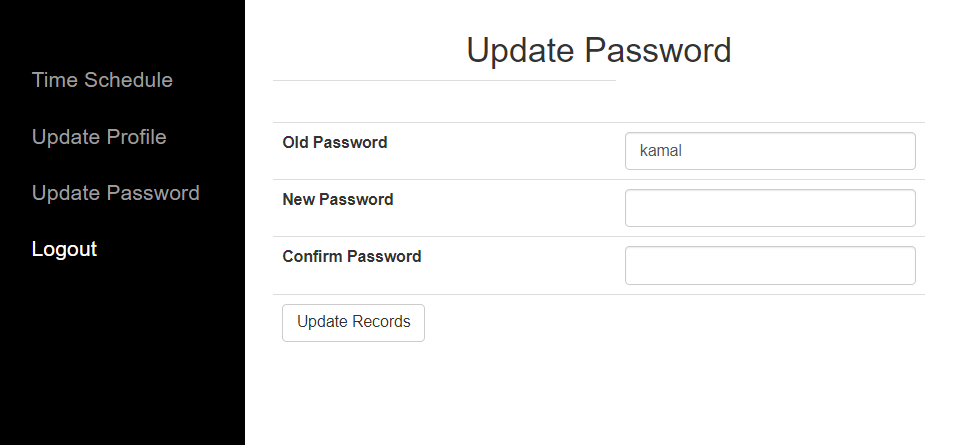 Time Schedule
Update Profile
Update Password
Logout
Update Password
Old Password kamal
New Password
Confirm Password
Update Records